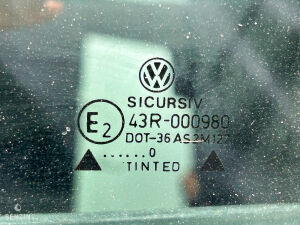 SICURSIV
E2
43R-000980
DOT-36 AS2M127
......0
TINTED